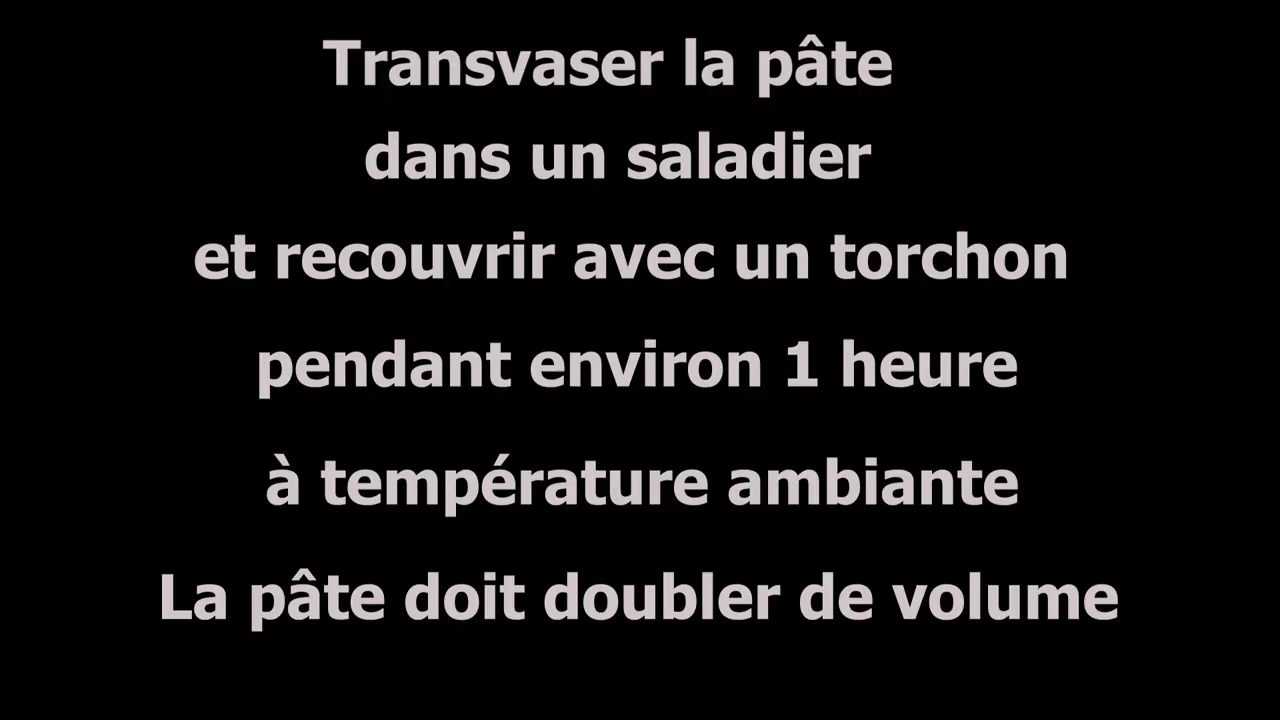 Transvaser la pâte
dans un saladier
et recouvrir avec un torchon
pendant environ 1 heure
à température ambiante
La pâte doit doubler de volume